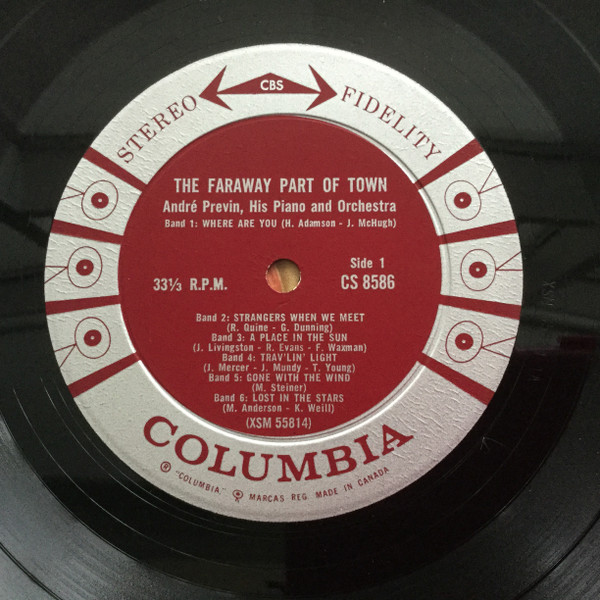 STEREO CBS FIDELITY
THE FARAWAY PART OF TOWN
André Previn, His Piano and Orchestra
Band 1: WHERE ARE YOU (H. Adamson - J. McHugh)
Side 1
33⅓ R.P.M. CS 8586
Band 2: STRANGERS WHEN WE MEET
(R. Quine - G. Dunning)
Band 3: A PLACE IN THE SUN
(J. Livingston - R. Evans - F. Waxman)
Band 4: TRAV'LIN' LIGHT
(J. Mercer - J. Mundy - T. Young)
Band 5: GONE WITH THE WIND
(M. Steiner)
Band 6: LOST IN THE STARS
(M. Anderson - K. Weill)
(XSM 55814)
COLUMBIA
® "COLUMBIA" MARCAS REG. MADE IN CANADA